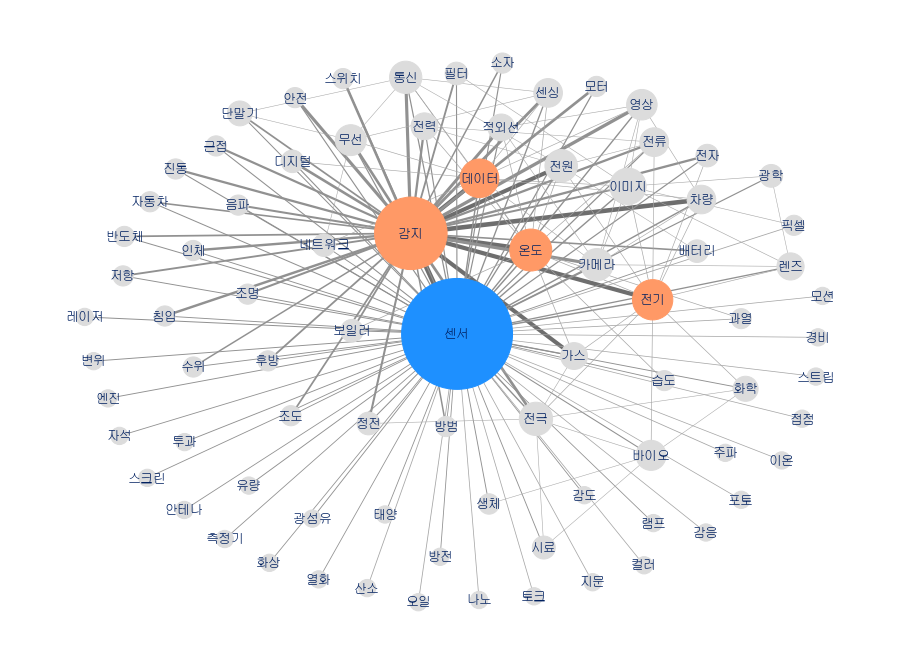 소자
필터
통신
스위치
모터
센싱
안전
영상
단말기
전력
적외선
무선
전류
근접
전자
디지털
전원
진동
광학
데이터
이미지
자동차
음파
차량
픽셀
감지
반도체
네트워크
인체
온도
배터리
카메라
렌즈
저항
조명
모션
전기
레이저
침입
과열
보일러
센서
경비
가스
변위
수위
후방
습도
스트립
화학
엔진
조도
정전
전극
접점
방범
자석
투과
주파
바이오
이온
스크린
유량
감도
포토
생체
안테나
광섬유
태양
램프
측정기
감응
시료
방전
화상
컬러
열화
지문
산소
오일
나노
토크